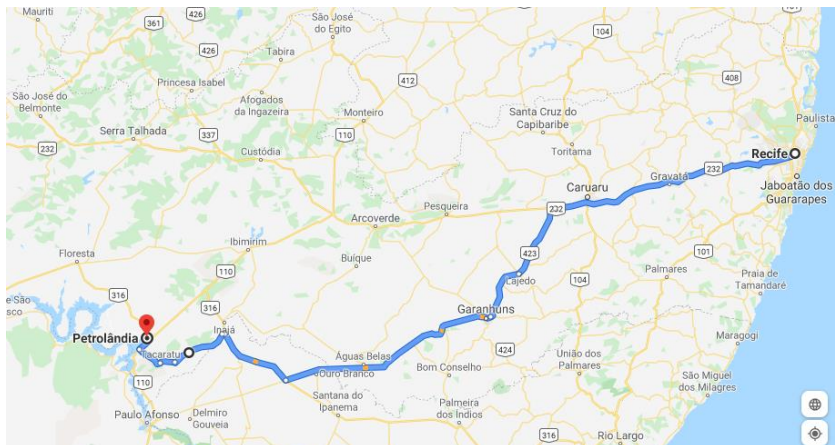 Mauriti
361
426
São José
do Egito
426
Tabira
Princesa Isabel
São José do
Belmonte
Afogados
da Ingazeira
412
Monteiro
104
408
101
Paulista
Serra Talhada
232
337
110
Custódia
Santa Cruz do
Capibaribe
Toritama
Recife
232
Gravatá
Jaboatão dos
Guararapes
Caruaru
232
Pesqueira
Arcoverde
Floresta
Ibimirim
Buíque
423
Lajedo
104
101
Palmares
Praia de
Tamandaré
110
316
316
Garanhuns
Petrolândia
Inajá
Tacaratu
Águas Belas
424
Maragogi
Ouro Branco
Bom Conselho
União dos
Palmares
São Miguel
dos Milagres
110
Santana do
Ipanema
Palmeira
dos Índios
Paulo Afonso
Delmiro
Gouveia
316
Rio Largo